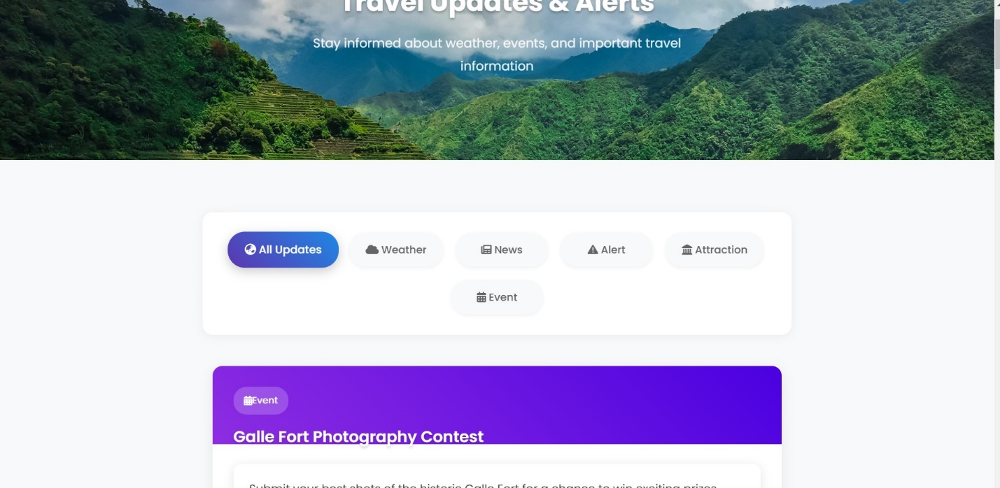 Travel Updates & Alerts
Stay informed about weather, events, and important travel
information
All Updates
Weather
News
Alert
Attraction
Event
Event
Galle Fort Photography Contest
Submit your best shots of the historic Galle Fort for a chance to win exciting prizes.